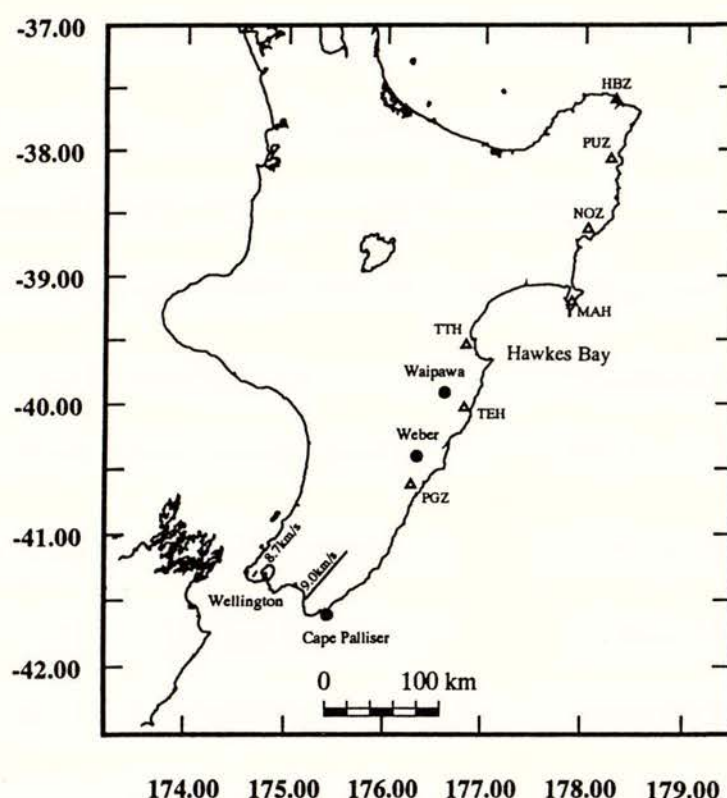 -37.00
HBZ
-38.00
PUZ
NOZ
-39.00
MAH
TTH
Hawkes Bay
Waipawa
-40.00
TEH
Weber
PGZ
-41.00
8.7km/s
9.0km/s
Wellington
Cape Palliser
-42.00
0 100 km
174.00 175.00 176.00 177.00 178.00 179.00